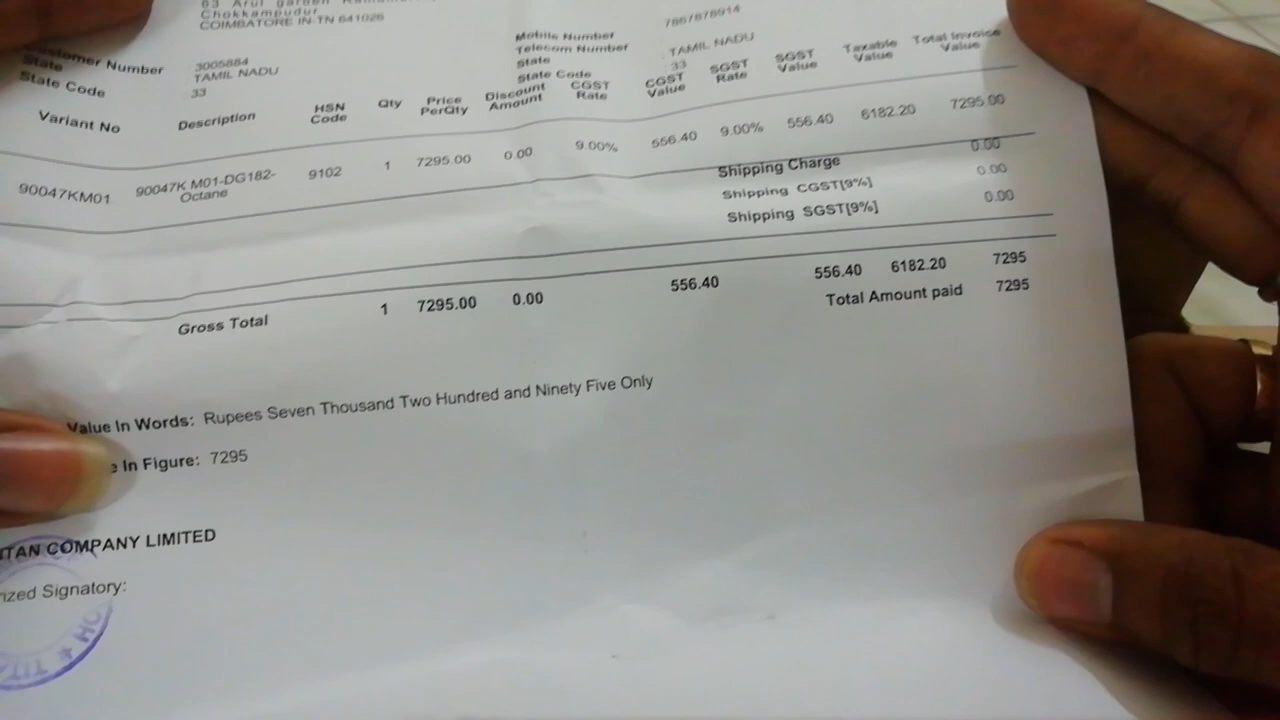 63 Arul garden
Chokkampudur
COIMBATORE IN-TN 641026
Customer Number 3005884 Mobile Number 7867878914
State TAMIL NADU Telecom Number
State Code 33 State : TAMIL NADU
State Code : 33
Variant No Description HSN Code Qty Price PerQty Discount Amount CGST Rate CGST Value SGST Rate SGST Value Taxable Value Total Invoice Value
90047KM01 90047K M01-DG182-Octane 9102 1 7295.00 0.00 9.00% 556.40 9.00% 556.40 6182.20 7295.00
Shipping Charge 0.00
Shipping CGST[9%] 0.00
Shipping SGST[9%] 0.00
Gross Total 1 7295.00 0.00 556.40 556.40 6182.20 7295
Total Amount paid 7295
Value In Words: Rupees Seven Thousand Two Hundred and Ninety Five Only
e In Figure: 7295
ITAN COMPANY LIMITED
ized Signatory: